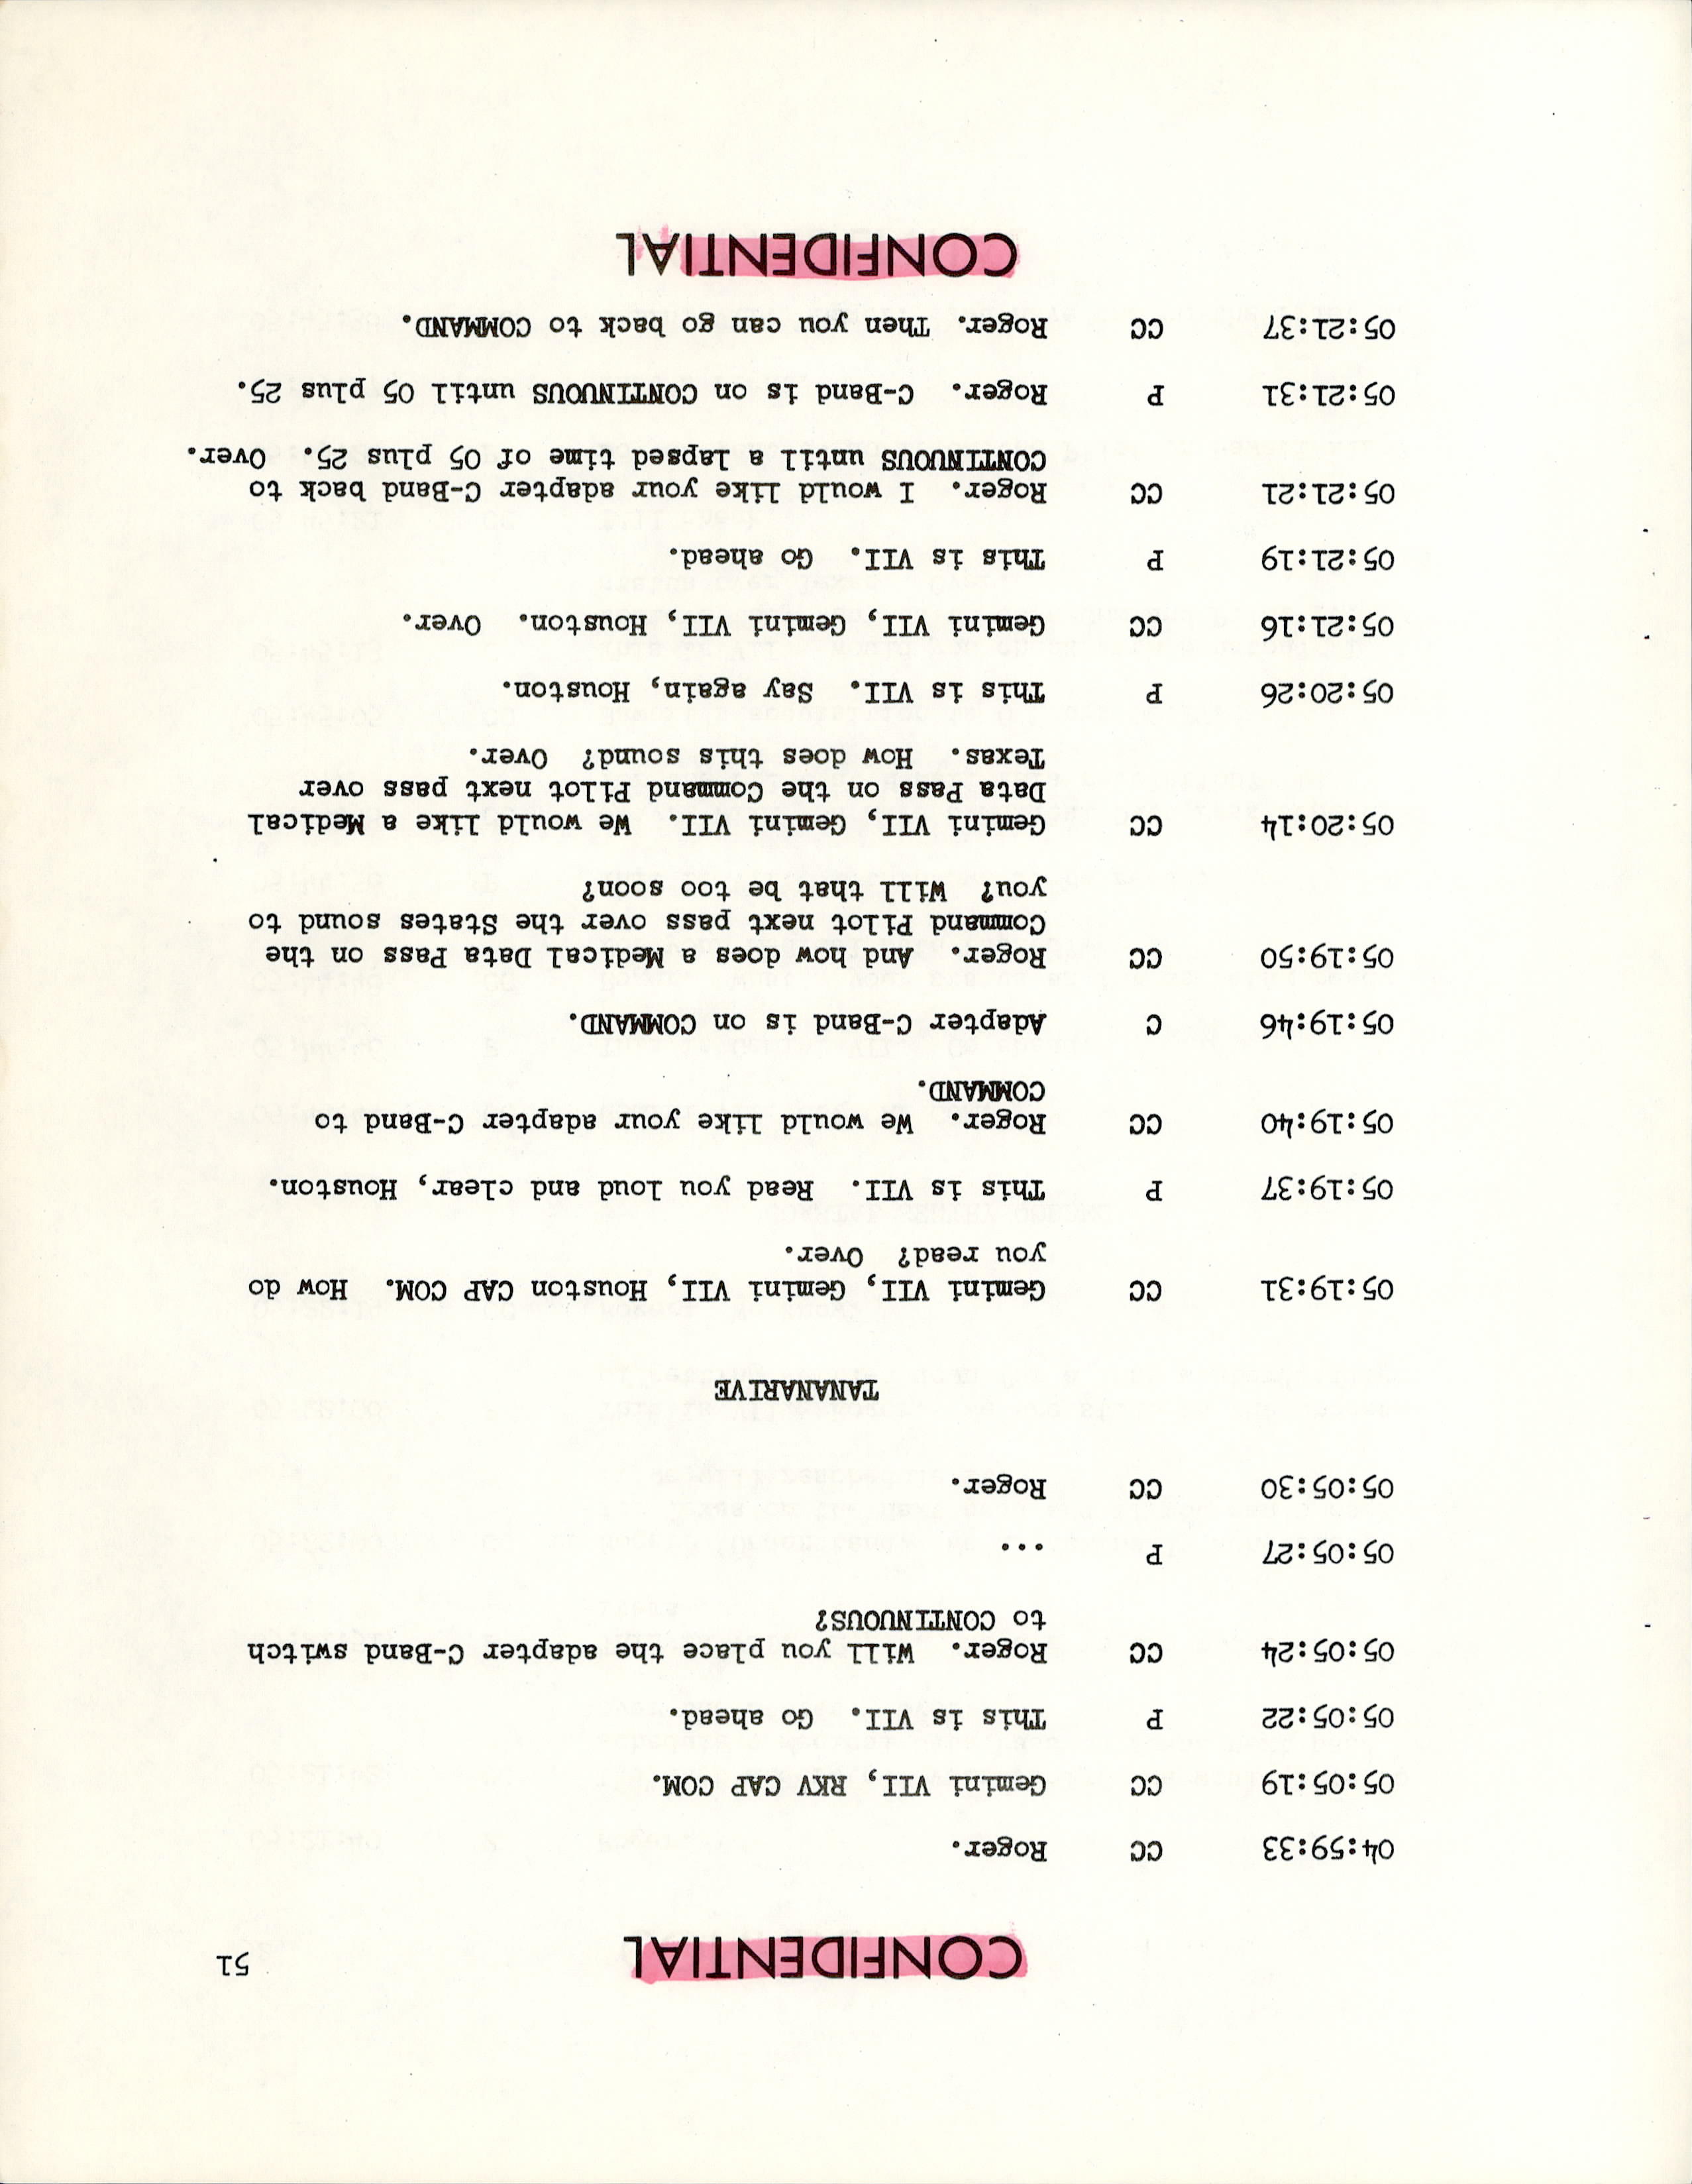 CONFIDENTIAL
51
04:59:33 CC Roger.
05:05:19 CC Gemini VII, RKV CAP COM.
05:05:22 P This is VII. Go ahead.
05:05:24 CC Roger. Will you place the adapter C-Band switch
to CONTINUOUS?
05:05:27 P ...
05:05:30 CC Roger.
TANANARIVE
05:19:31 CC Gemini VII, Gemini VII, Houston CAP COM. How do
you read? Over.
05:19:37 P This is VII. Read you loud and clear, Houston.
05:19:40 CC Roger. We would like your adapter C-Band to
COMMAND.
05:19:46 C Adapter C-Band is on COMMAND.
05:19:50 CC Roger. And how does a Medical Data Pass on the
Command Pilot next pass over the States sound to
you? Will that be too soon?
05:20:14 CC Gemini VII, Gemini VII. We would like a Medical
Data Pass on the Command Pilot next pass over
Texas. How does this sound? Over.
05:20:26 P This is VII. Say again, Houston.
05:21:16 CC Gemini VII, Gemini VII, Houston. Over.
05:21:19 P This is VII. Go ahead.
05:21:21 CC Roger. I would like your adapter C-Band back to
CONTINUOUS until a lapsed time of 05 plus 25. Over.
05:21:31 P Roger. C-Band is on CONTINUOUS until 05 plus 25.
05:21:37 CC Roger. Then you can go back to COMMAND.
CONFIDENTIAL